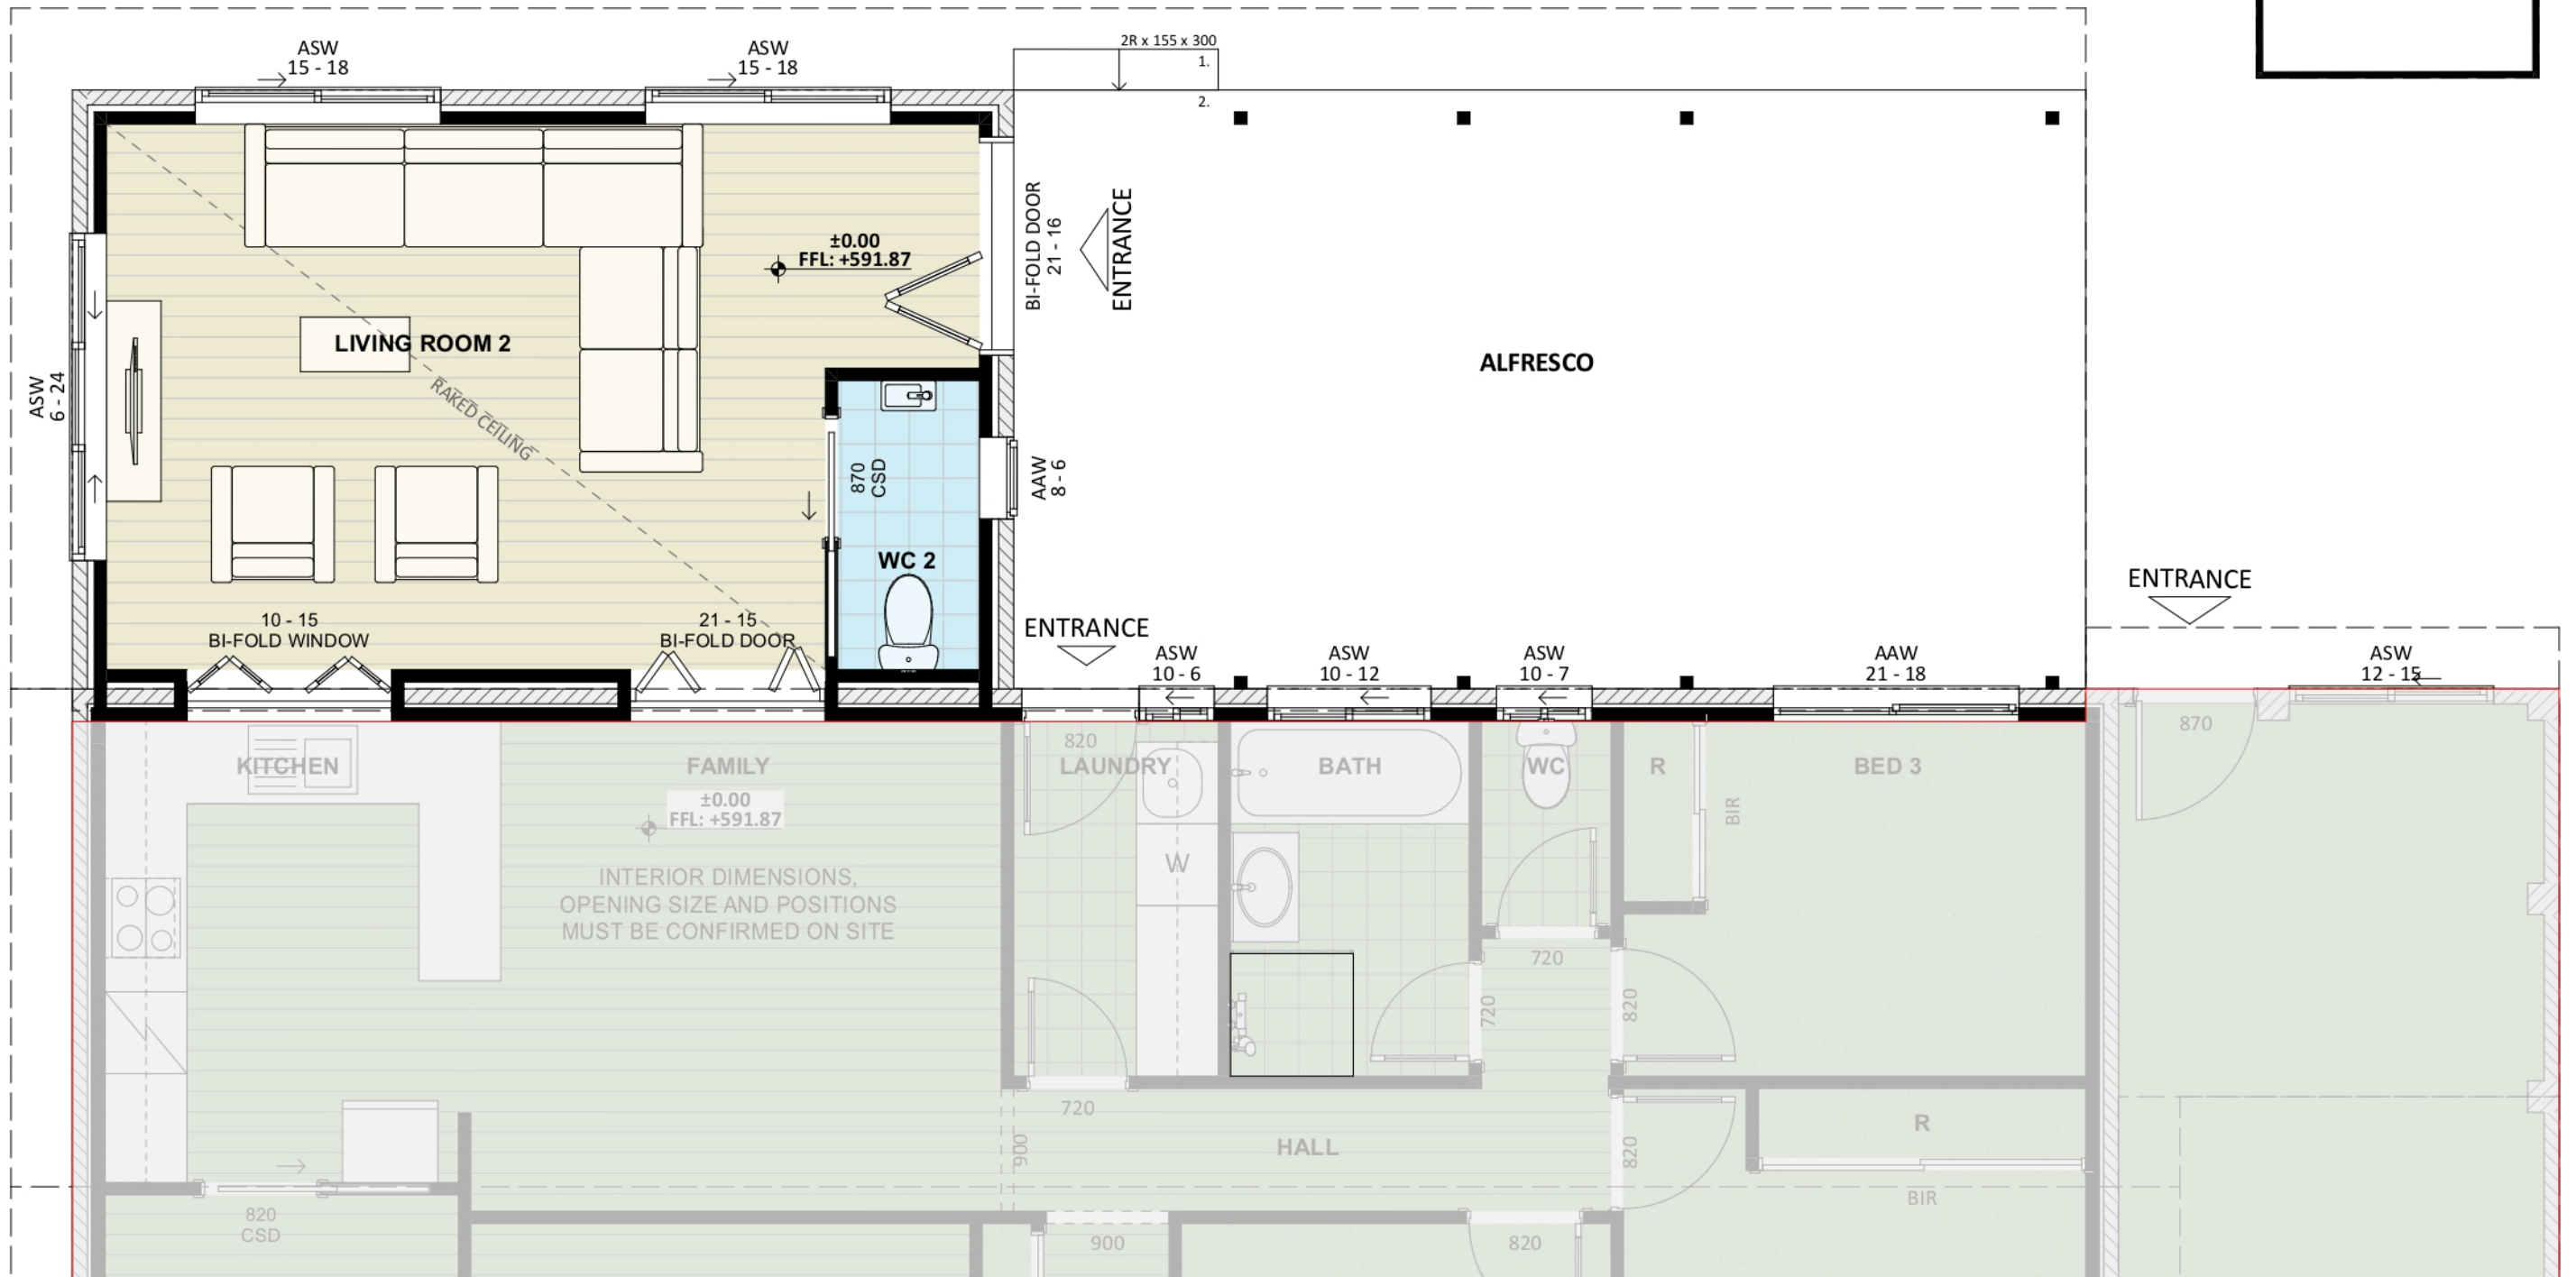 2R x 155 x 300
1.
2.
ASW
15 - 18
ASW
15 - 18
ASW
6 - 24
±0.00
FFL: +591.87
BI-FOLD DOOR
21 - 16
ENTRANCE
LIVING ROOM 2
RAKED CEILING
ALFRESCO
870
CSD
AAW
8 - 6
WC 2
10 - 15
BI-FOLD WINDOW
21 - 15
BI-FOLD DOOR
ENTRANCE
ENTRANCE
ASW
10 - 6
ASW
10 - 12
ASW
10 - 7
AAW
21 - 18
ASW
12 - 15
870
820
KITCHEN
FAMILY
LAUNDRY
BATH
WC
R
BED 3
±0.00
FFL: +591.87
BIR
W
INTERIOR DIMENSIONS,
OPENING SIZE AND POSITIONS
MUST BE CONFIRMED ON SITE
720
720
820
720
HALL
900
820
R
BIR
820
CSD
900
820